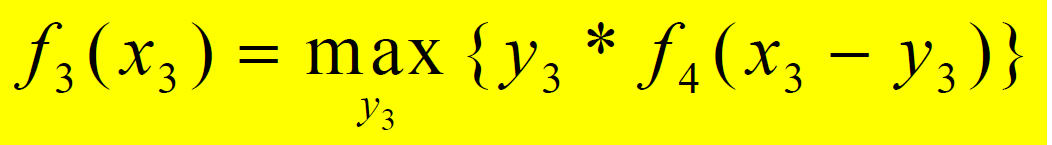 f₃(x₃) = max {y₃ * f₄(x₃ − y₃)}
y₃